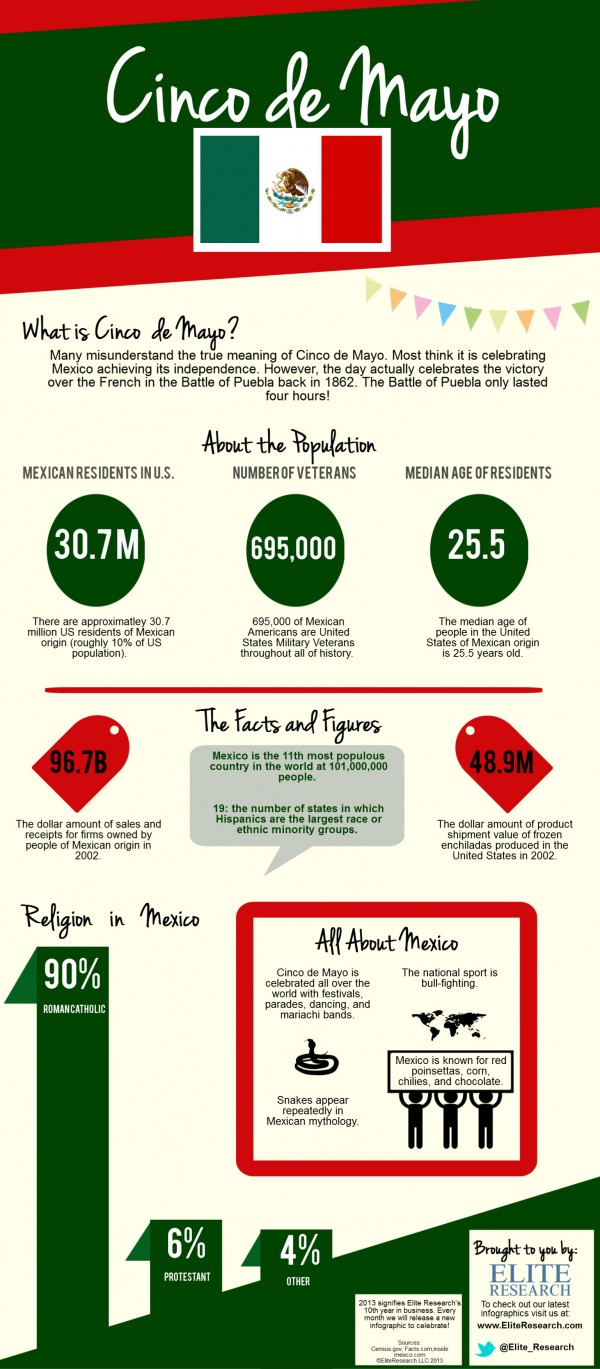 Cinco de Mayo
What is Cinco de Mayo?
Many misunderstand the true meaning of Cinco de Mayo. Most think it is celebrating
Mexico achieving its independence. However, the day actually celebrates the victory
over the French in the Battle of Puebla back in 1862. The Battle of Puebla only lasted
four hours!
About the Population
MEXICAN RESIDENTS IN U.S.
30.7M
There are approximatley 30.7
million US residents of Mexican
origin (roughly 10% of US
population).
NUMBER OF VETERANS
695,000
695,000 of Mexican
Americans are United
States Military Veterans
throughout all of history.
MEDIAN AGE OF RESIDENTS
25.5
The median age of
people in the United
States of Mexican origin
is 25.5 years old.
The Facts and Figures
96.7B
The dollar amount of sales and
receipts for firms owned by
people of Mexican origin in
2002.
Mexico is the 11th most populous
country in the world at 101,000,000
people.
19: the number of states in which
Hispanics are the largest race or
ethnic minority groups.
48.9M
The dollar amount of product
shipment value of frozen
enchiladas produced in the
United States in 2002.
Religion in Mexico
90%
ROMAN CATHOLIC
6%
PROTESTANT
4%
OTHER
All About Mexico
Cinco de Mayo is
celebrated all over the
world with festivals,
parades, dancing, and
mariachi bands.
Snakes appear
repeatedly in
Mexican mythology.
The national sport is
bull-fighting.
Mexico is known for red
poinsettas, corn,
chilies, and chocolate.
2013 signifies Elite Research's
10th year in business. Every
month we will release a new
infographic to celebrate!
Sources:
Census.gov; Facts.com;inside
mexico.com
©EliteResearch LLC 2013
Brought to you by:
ELITE
RESEARCH
To check out our latest
infographics visit us at:
www.EliteResearch.com
@Elite_Research